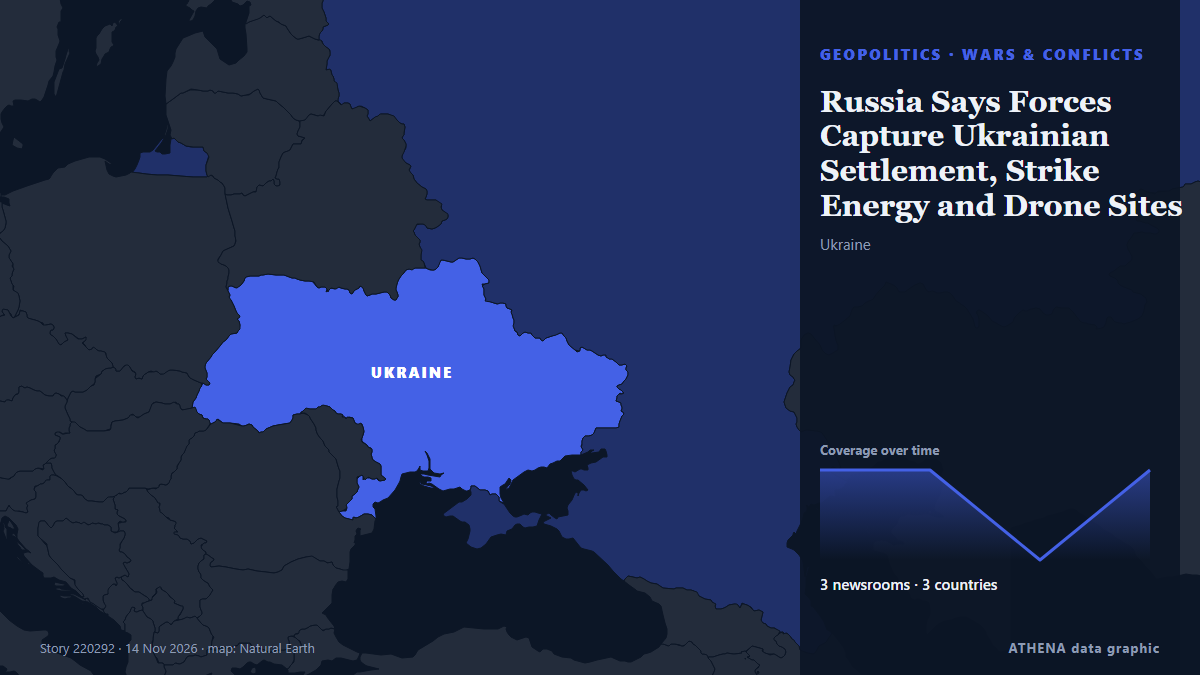 GEOPOLITICS · WARS & CONFLICTS
Russia Says Forces
Capture Ukrainian
Settlement, Strike
Energy and Drone Sites
Ukraine
UKRAINE
Coverage over time
3 newsrooms · 3 countries
Story 220292 · 14 Nov 2026 · map: Natural Earth
ATHENA data graphic